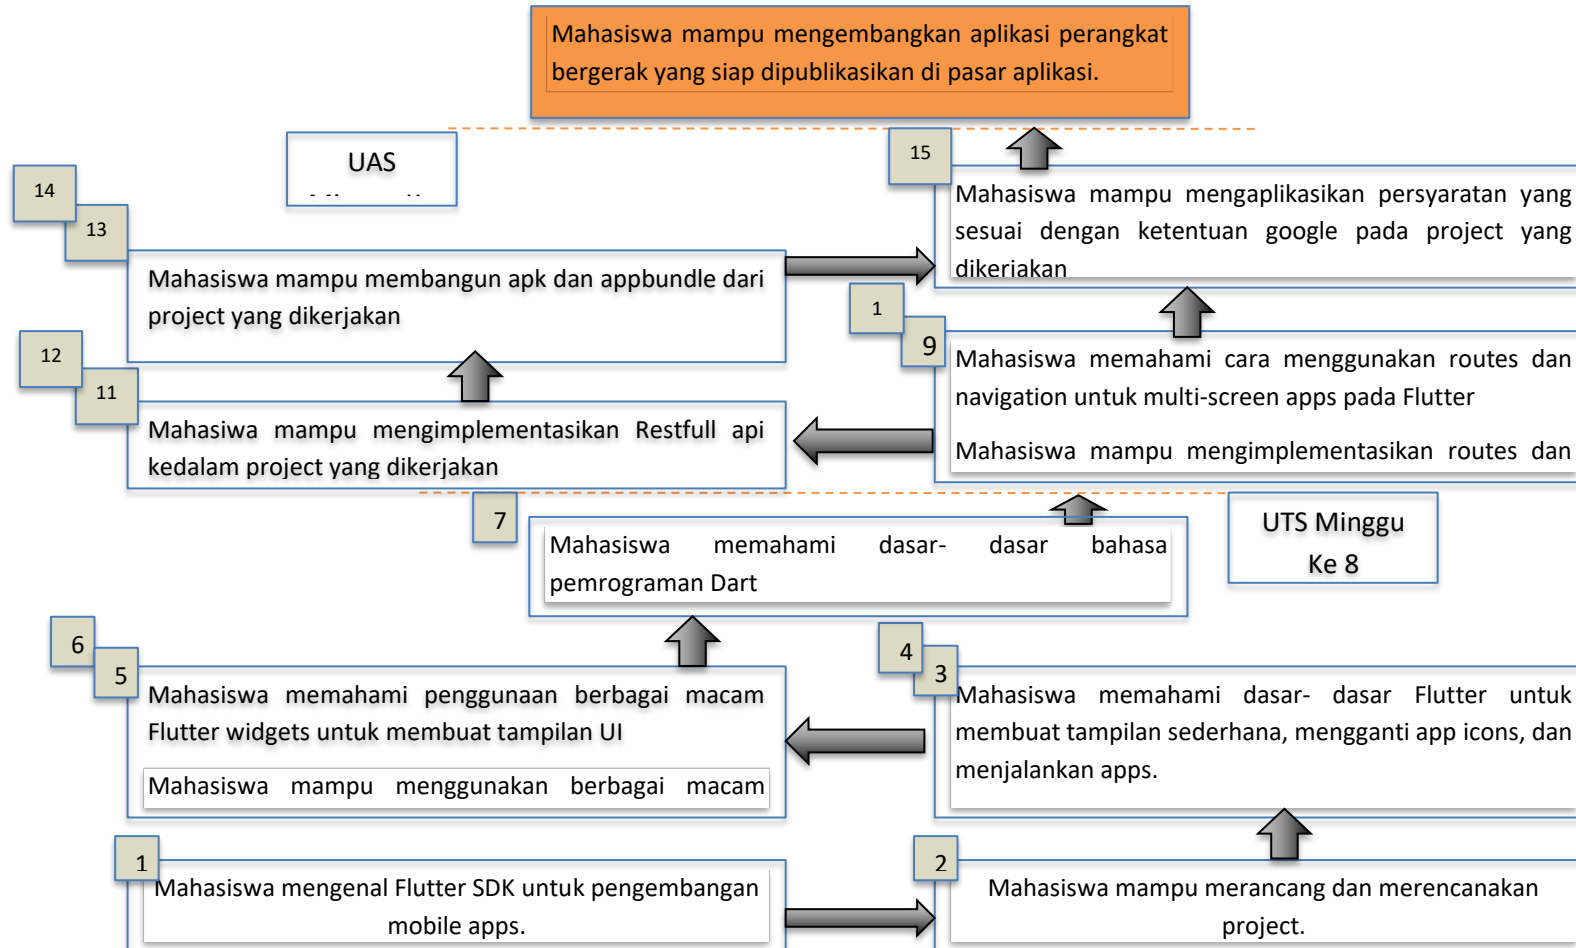 Mahasiswa mampu mengembangkan aplikasi perangkat
bergerak yang siap dipublikasikan di pasar aplikasi.
UAS
15
Mahasiswa mampu mengaplikasikan persyaratan yang
sesuai dengan ketentuan google pada project yang
dikerjakan
14
13
Mahasiswa mampu membangun apk dan appbundle dari
project yang dikerjakan
1
9
Mahasiswa memahami cara menggunakan routes dan
navigation untuk multi-screen apps pada Flutter
Mahasiswa mampu mengimplementasikan routes dan
12
11
Mahasiwa mampu mengimplementasikan Restfull api
kedalam project yang dikerjakan
7
Mahasiswa memahami dasar- dasar bahasa
pemrograman Dart
UTS Minggu
Ke 8
6
5
Mahasiswa memahami penggunaan berbagai macam
Flutter widgets untuk membuat tampilan UI
Mahasiswa mampu menggunakan berbagai macam
4
3
Mahasiswa memahami dasar- dasar Flutter untuk
membuat tampilan sederhana, mengganti app icons, dan
menjalankan apps.
1
Mahasiswa mengenal Flutter SDK untuk pengembangan
mobile apps.
2
Mahasiswa mampu merancang dan merencanakan
project.